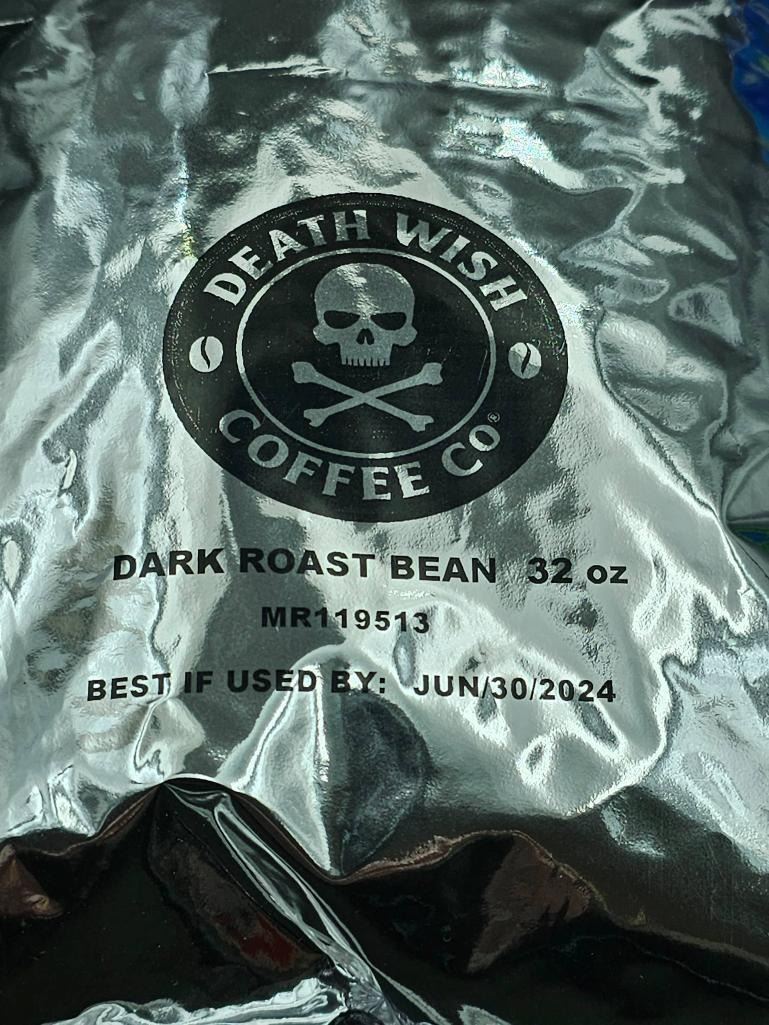 DEATH WISH
COFFEE CO®
DARK ROAST BEAN 32 oz
MR119513
BEST IF USED BY: JUN/30/2024